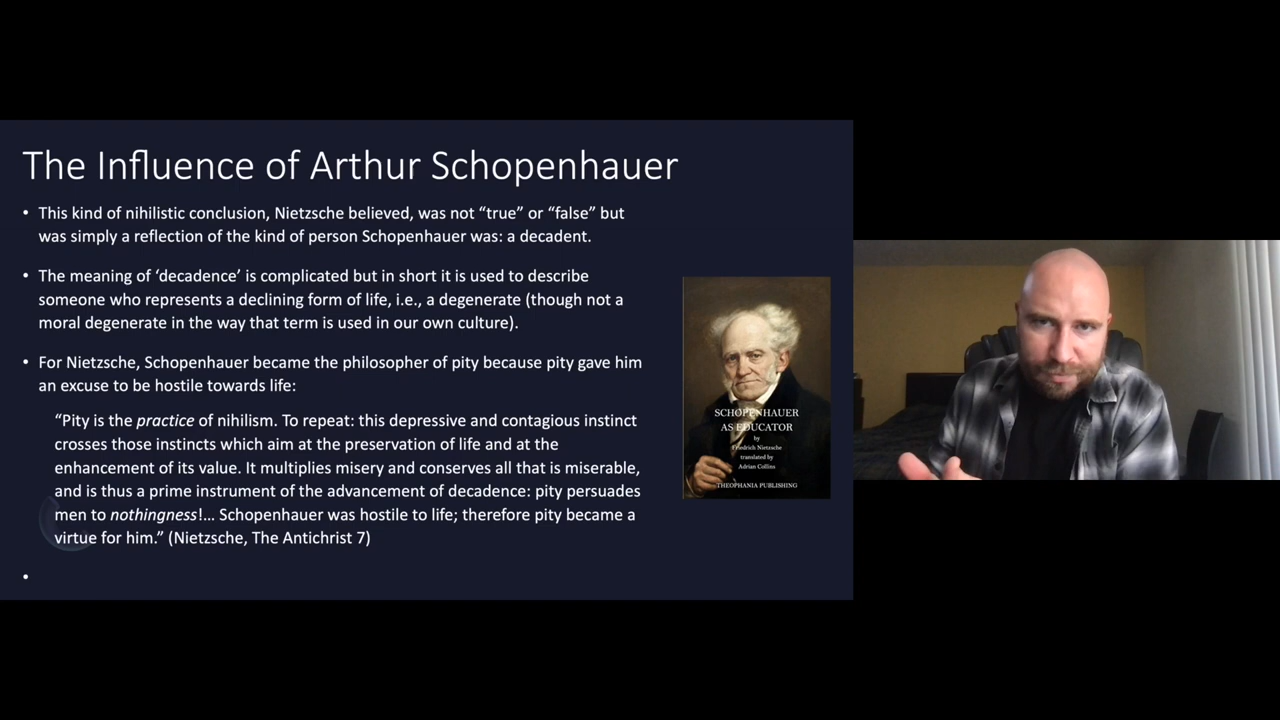 The Influence of Arthur Schopenhauer
• This kind of nihilistic conclusion, Nietzsche believed, was not “true” or “false” but
was simply a reflection of the kind of person Schopenhauer was: a decadent.
• The meaning of ‘decadence’ is complicated but in short it is used to describe
someone who represents a declining form of life, i.e., a degenerate (though not a
moral degenerate in the way that term is used in our own culture).
• For Nietzsche, Schopenhauer became the philosopher of pity because pity gave him
an excuse to be hostile towards life:
“Pity is the practice of nihilism. To repeat: this depressive and contagious instinct
crosses those instincts which aim at the preservation of life and at the
enhancement of its value. It multiplies misery and conserves all that is miserable,
and is thus a prime instrument of the advancement of decadence: pity persuades
men to nothingness!… Schopenhauer was hostile to life; therefore pity became a
virtue for him.” (Nietzsche, The Antichrist 7)
•
SCHOPENHAUER
AS EDUCATOR
by
Friedrich Nietzsche
translated by
Adrian Collins
THEOPHANIA PUBLISHING